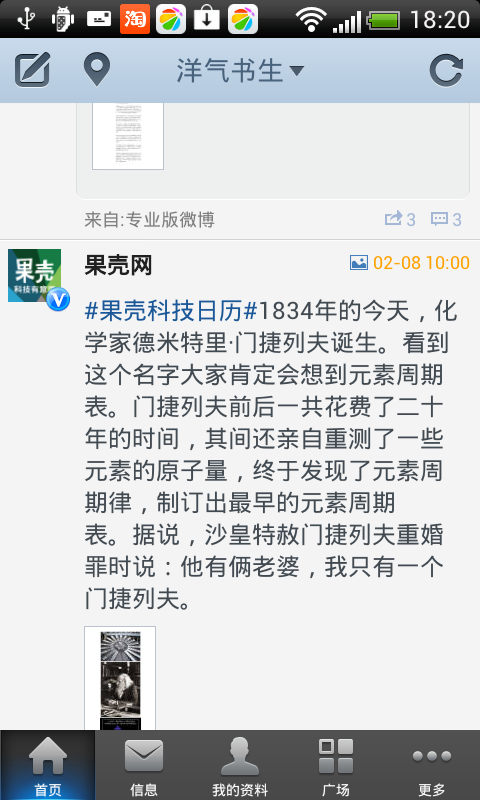 淘
18:20
洋气书生
来自:专业版微博
3
3
果壳
科技有意
V
果壳网
02-08 10:00
#果壳科技日历#1834年的今天，化
学家德米特里·门捷列夫诞生。看到
这个名字大家肯定会想到元素周期
表。门捷列夫前后一共花费了二十
年的时间，其间还亲自重测了一些
元素的原子量，终于发现了元素周
期律，制订出最早的元素周期
表。据说，沙皇特赦门捷列夫重婚
罪时说：他有俩老婆，我只有一个
门捷列夫。
首页
信息
我的资料
广场
更多